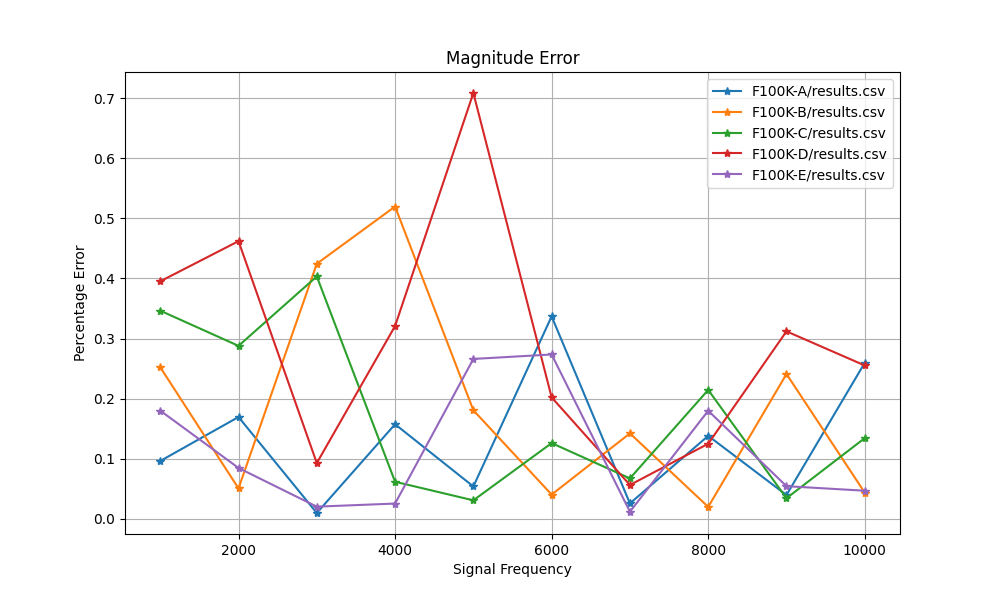 Magnitude Error
F100K-A/results.csv
F100K-B/results.csv
F100K-C/results.csv
F100K-D/results.csv
F100K-E/results.csv
Percentage Error
0.7
0.6
0.5
0.4
0.3
0.2
0.1
0.0
2000 4000 6000 8000 10000
Signal Frequency